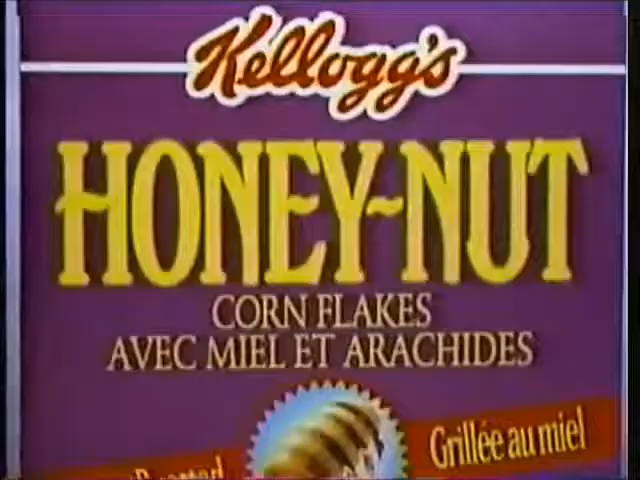 Kellogg's
HONEY-NUT
CORN FLAKES
AVEC MIEL ET ARACHIDES
Grillée au miel